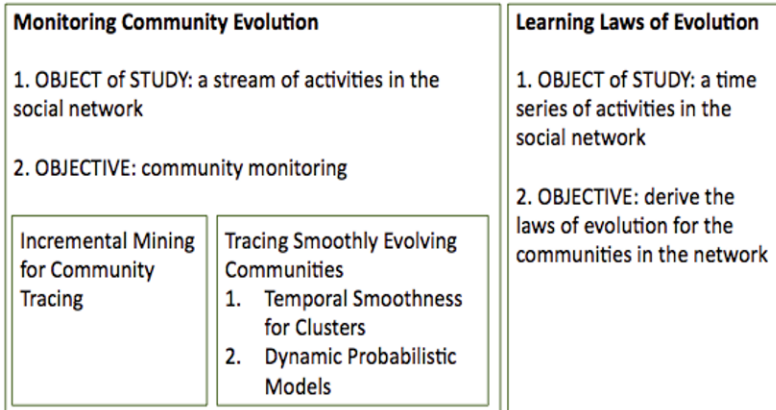 Monitoring Community Evolution
1. OBJECT of STUDY: a stream of activities in the
social network
2. OBJECTIVE: community monitoring
Incremental Mining
for Community
Tracing
Tracing Smoothly Evolving
Communities
1. Temporal Smoothness
for Clusters
2. Dynamic Probabilistic
Models
Learning Laws of Evolution
1. OBJECT of STUDY: a time
series of activities in the
social network
2. OBJECTIVE: derive the
laws of evolution for the
communities in the network